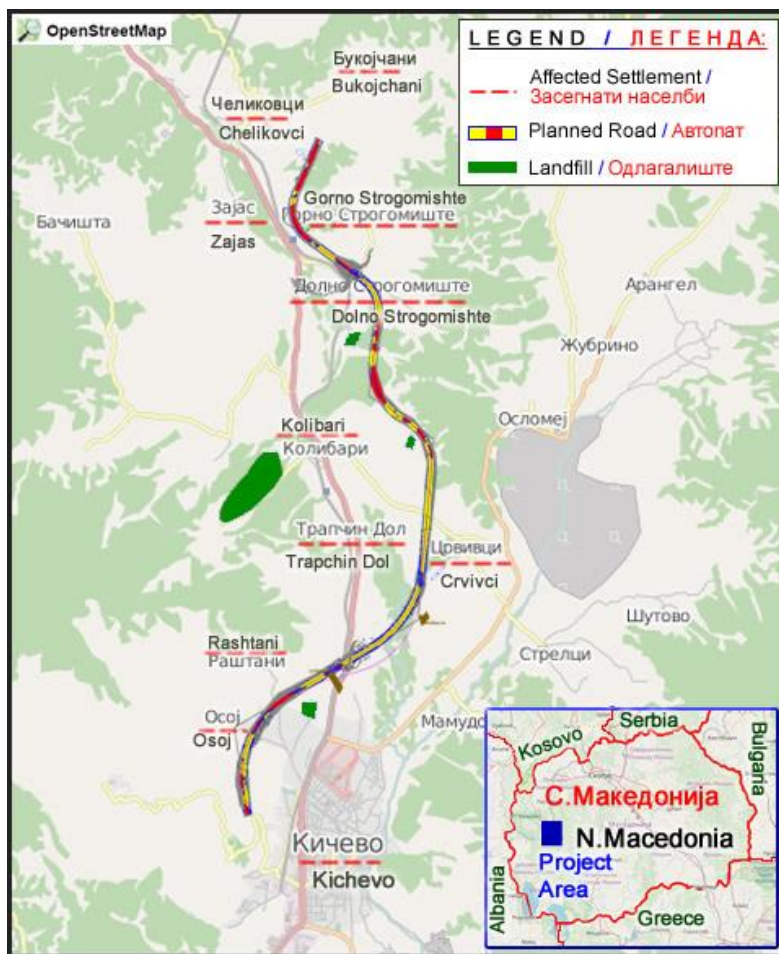 OpenStreetMap
LEGEND / ЛЕГЕНДА:
Affected Settlement /
Засегнати населби
Planned Road / Автопат
Landfill / Одлагалиште
Букојчани
Bukojchani
Челиковци
Chelikovci
Gorno Strogomishte
Горно Строгомиште
Зајас
Zajas
Бачишта
Арангел
Долно Строгомиште
Dolno Strogomishte
Жубрино
Осломеј
Kolibari
Колибари
Трапчин Дол
Trapchin Dol
Црвивци
Crvivci
Шутово
Rashtani
Раштани
Стрелци
Осој
Osoj
Мамудо
Кичево
Kichevo
Serbia
Kosovo
Bulgaria
С.Македонија
N.Macedonia
Project
Area
Albania
Greece